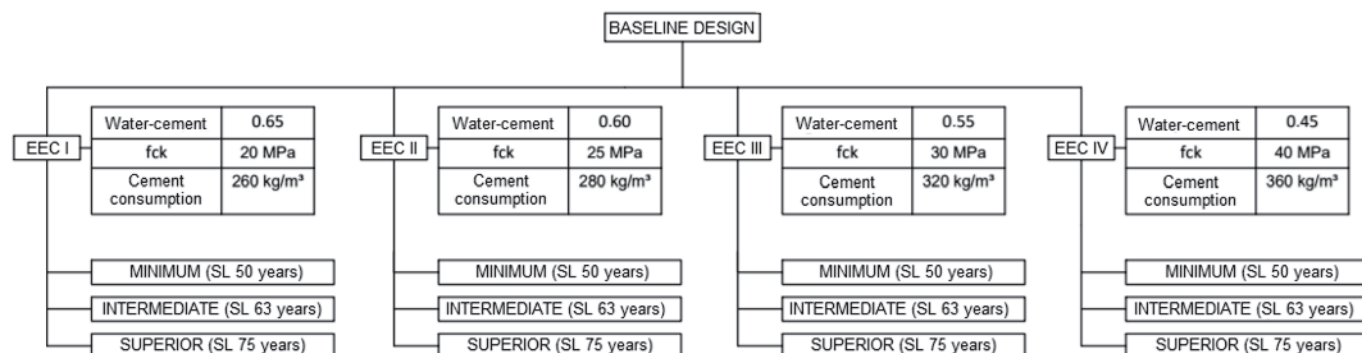 BASELINE DESIGN
EEC I
Water-cement 0.65
fck 20 MPa
Cement consumption 260 kg/m³
MINIMUM (SL 50 years)
INTERMEDIATE (SL 63 years)
SUPERIOR (SL 75 years)
EEC II
Water-cement 0.60
fck 25 MPa
Cement consumption 280 kg/m³
MINIMUM (SL 50 years)
INTERMEDIATE (SL 63 years)
SUPERIOR (SL 75 years)
EEC III
Water-cement 0.55
fck 30 MPa
Cement consumption 320 kg/m³
MINIMUM (SL 50 years)
INTERMEDIATE (SL 63 years)
SUPERIOR (SL 75 years)
EEC IV
Water-cement 0.45
fck 40 MPa
Cement consumption 360 kg/m³
MINIMUM (SL 50 years)
INTERMEDIATE (SL 63 years)
SUPERIOR (SL 75 years)